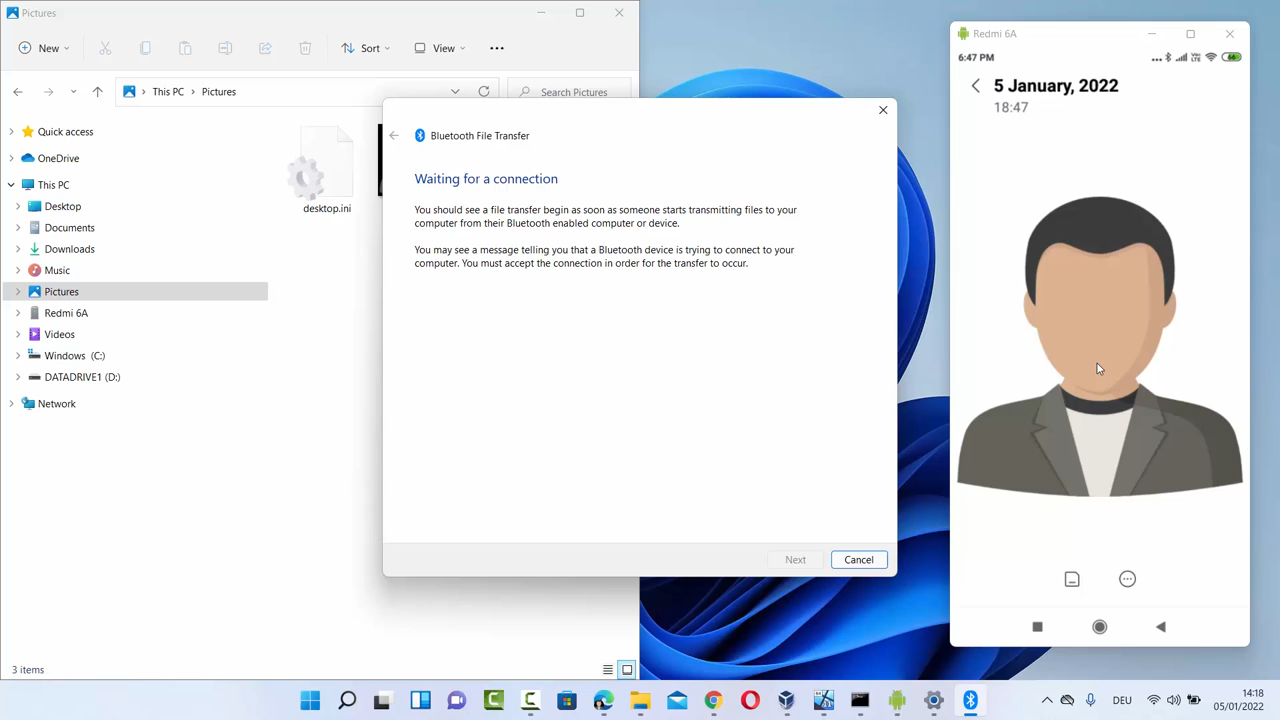 Pictures
New
Sort
View
This PC
Pictures
Search Pictures
Quick access
OneDrive
This PC
Desktop
Documents
Downloads
Music
Pictures
Redmi 6A
Videos
Windows (C:)
DATADRIVE1 (D:)
Network
desktop.ini
3 items
Bluetooth File Transfer
Waiting for a connection
You should see a file transfer begin as soon as someone starts transmitting files to your
computer from their Bluetooth enabled computer or device.
You may see a message telling you that a Bluetooth device is trying to connect to your
computer. You must accept the connection in order for the transfer to occur.
Next
Cancel
Redmi 6A
6:47 PM
5 January, 2022
18:47
DEU
14:18
05/01/2022